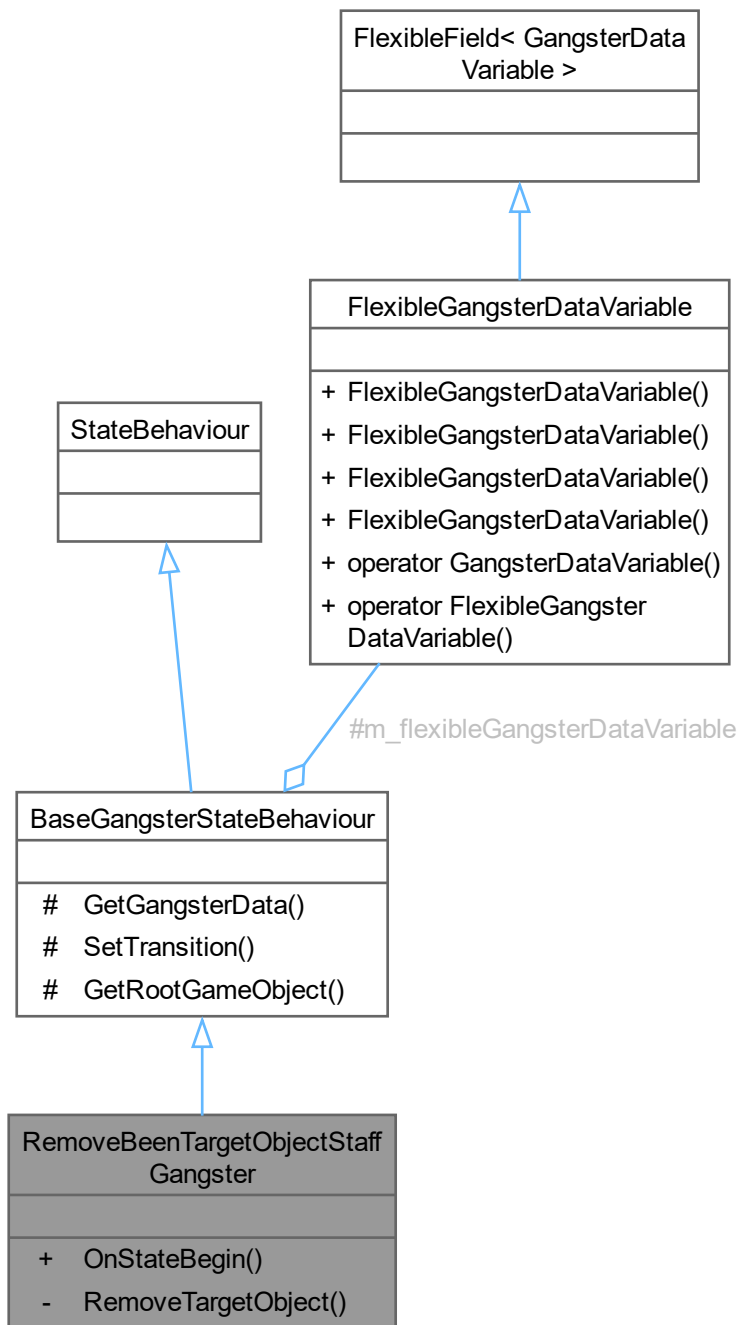 FlexibleField< GangsterData
Variable >
FlexibleGangsterDataVariable
+ FlexibleGangsterDataVariable()
+ FlexibleGangsterDataVariable()
+ FlexibleGangsterDataVariable()
+ FlexibleGangsterDataVariable()
+ operator GangsterDataVariable()
+ operator FlexibleGangster
DataVariable()
StateBehaviour
#m_flexibleGangsterDataVariable
BaseGangsterStateBehaviour
# GetGangsterData()
# SetTransition()
# GetRootGameObject()
RemoveBeenTargetObjectStaff
Gangster
+ OnStateBegin()
- RemoveTargetObject()